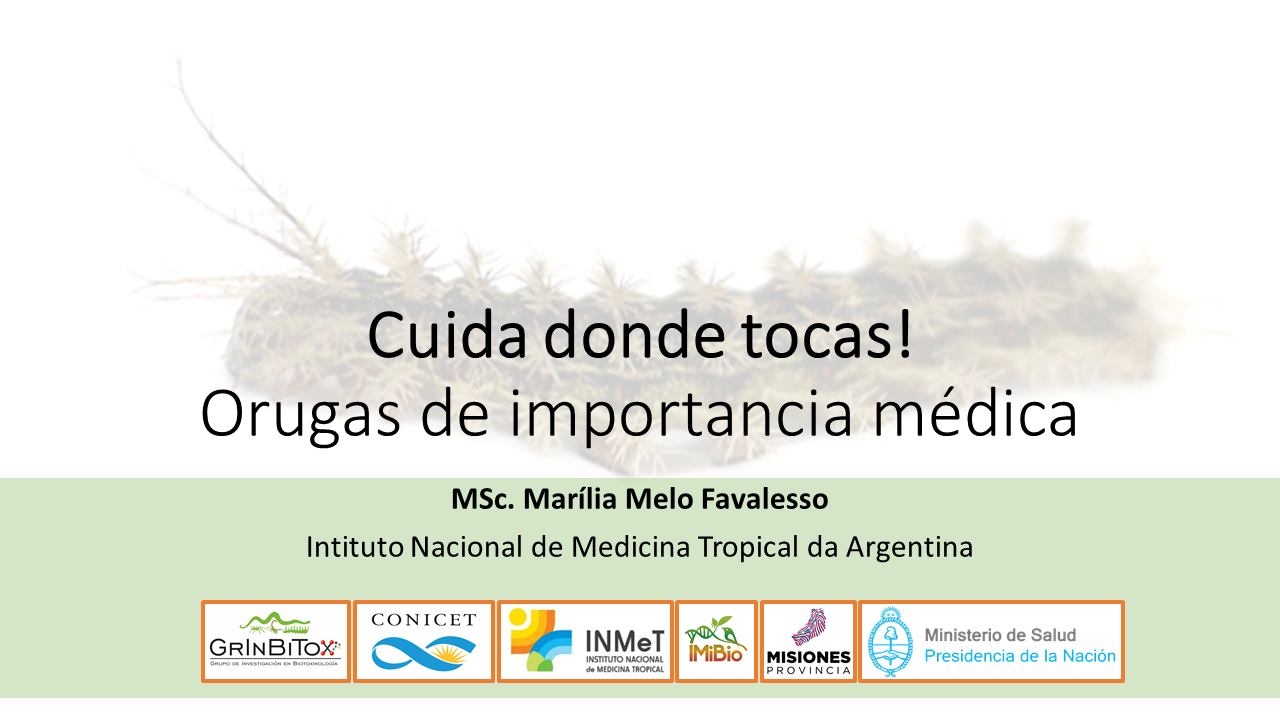 Cuida donde tocas!
Orugas de importancia médica
MSc. Marília Melo Favalesso
Intituto Nacional de Medicina Tropical da Argentina
GRINBITOX
GRUPO DE INVESTIGACIÓN EN BIOTOXINOLOGÍA
CONICET
INMeT
INSTITUTO NACIONAL
de MEDICINA TROPICAL
IMiBio
MISIONES
PROVINCIA
Ministerio de Salud
Presidencia de la Nación